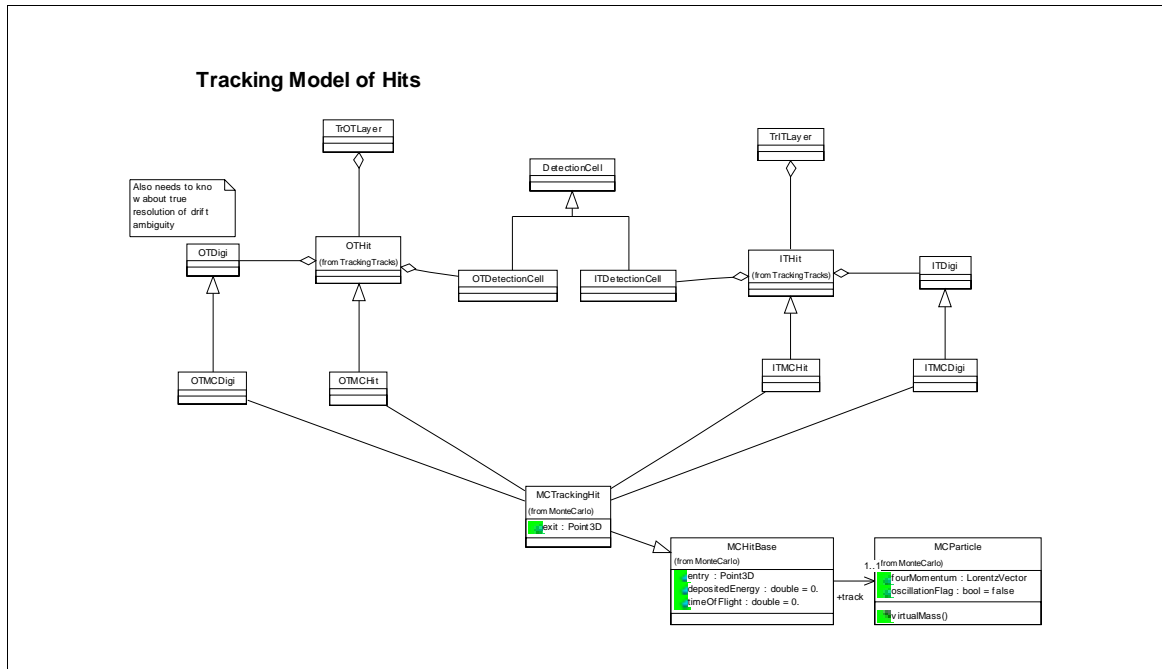 Tracking Model of Hits
TrOTLayer
TrITLayer
DetectionCell
Also needs to kno
w about true
resolution of drift
ambiguity
OTDigi
OTHit
(from TrackingTracks)
OTDetectionCell
ITDetectionCell
ITHit
(from TrackingTracks)
ITDigi
OTMCDigi
OTMCHit
ITMCHit
ITMCDigi
MCTrackingHit
(from MonteCarlo)
exit : Point3D
MCHitBase
(from MonteCarlo)
entry : Point3D
depositedEnergy : double = 0.
timeOfFlight : double = 0.
1..1
+track
MCParticle
(from MonteCarlo)
fourMomentum : LorentzVector
oscillationFlag : bool = false
virtualMass()